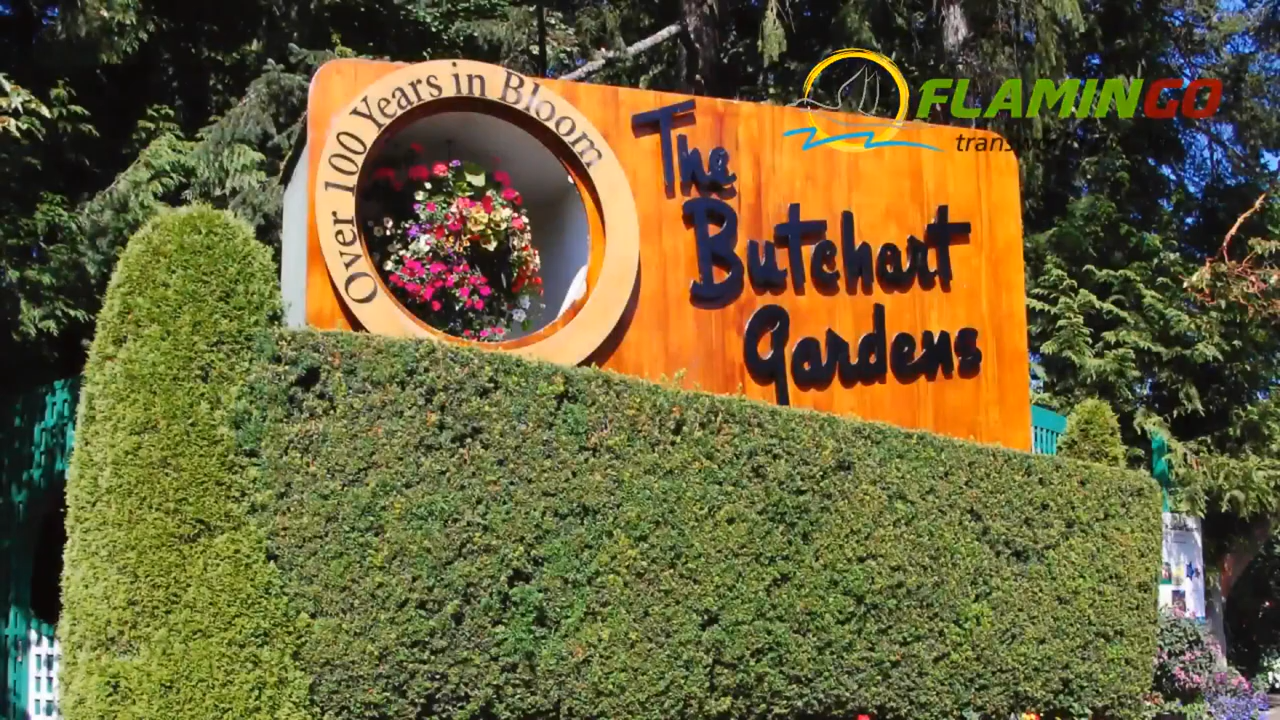 Over 100 Years in Bloom
The
Butchart
Gardens
FLAMINGO